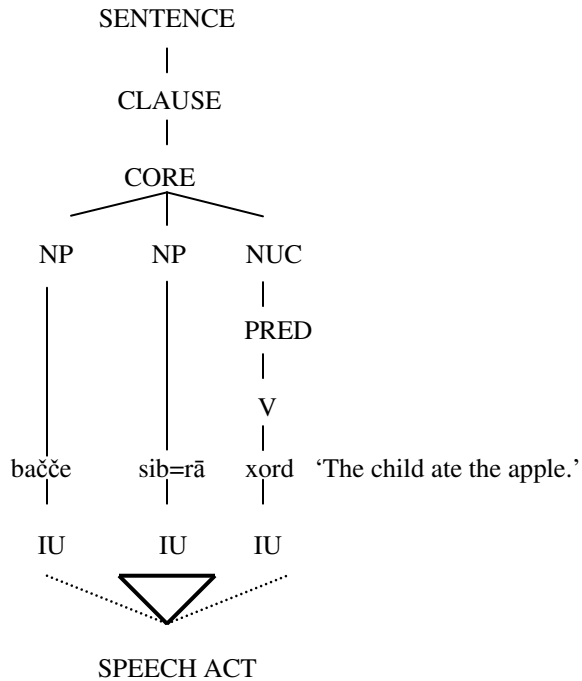 SENTENCE
CLAUSE
CORE
NP NP NUC
PRED
V
bačče sib=rā xord ‘The child ate the apple.’
IU IU IU
SPEECH ACT